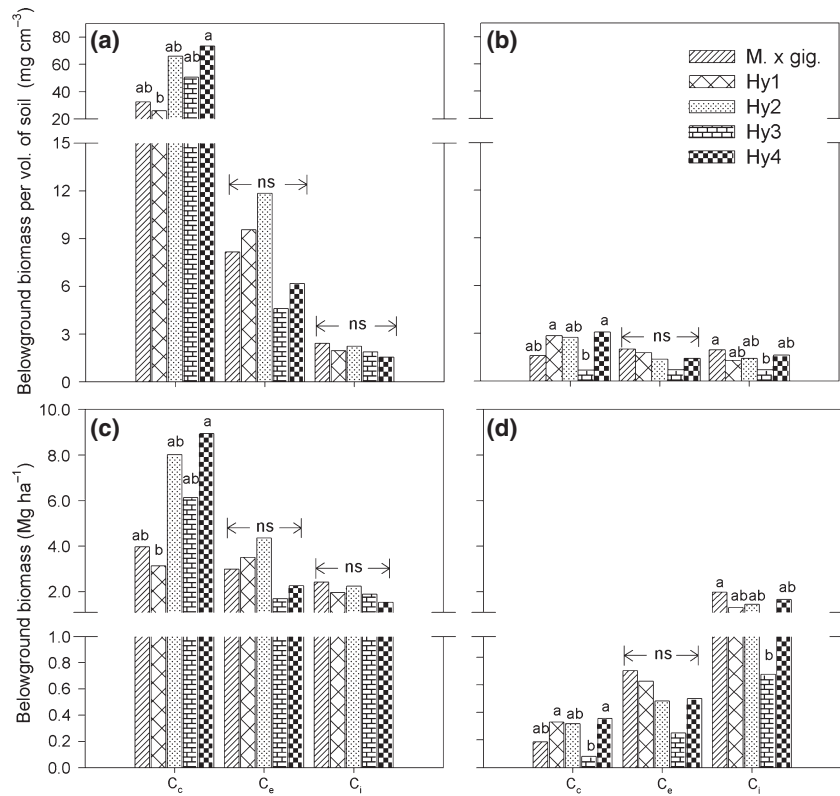 (a)
(b)
Belowground biomass per vol. of soil (mg cm⁻³)
80
60
40
20
15
12
9
6
3
0
ab
b
ab
ab
a
ns
ns
M. x gig.
Hy1
Hy2
Hy3
Hy4
ab
a
ab
b
a
ns
a
ab
ab
b
ab
(c)
(d)
Belowground biomass (Mg ha⁻¹)
10.0
8.0
6.0
4.0
2.0
1.0
0.8
0.6
0.4
0.2
0.0
ab
b
ab
ab
a
ns
ns
ab
a
ab
b
a
ns
a
ab
ab
b
ab
Cc
Ce
Ci
Cc
Ce
Ci